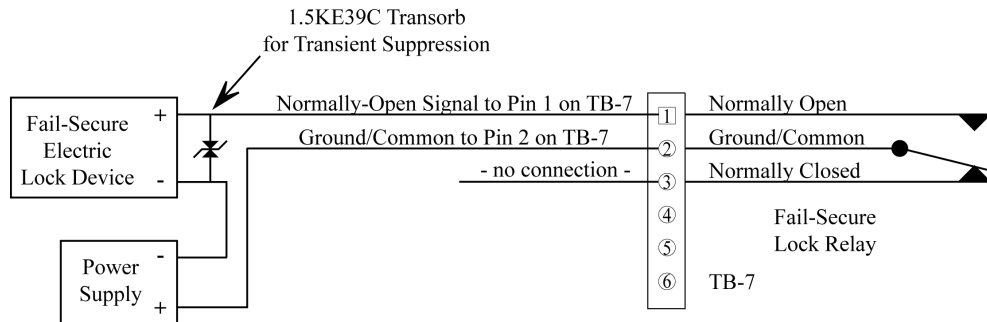 1.5KE39C Transorb
for Transient Suppression
Fail-Secure
Electric
Lock Device
+
-
Normally-Open Signal to Pin 1 on TB-7
Ground/Common to Pin 2 on TB-7
- no connection -
1
2
3
4
5
6
Normally Open
Ground/Common
Normally Closed
Fail-Secure
Lock Relay
TB-7
Power
Supply
-
+